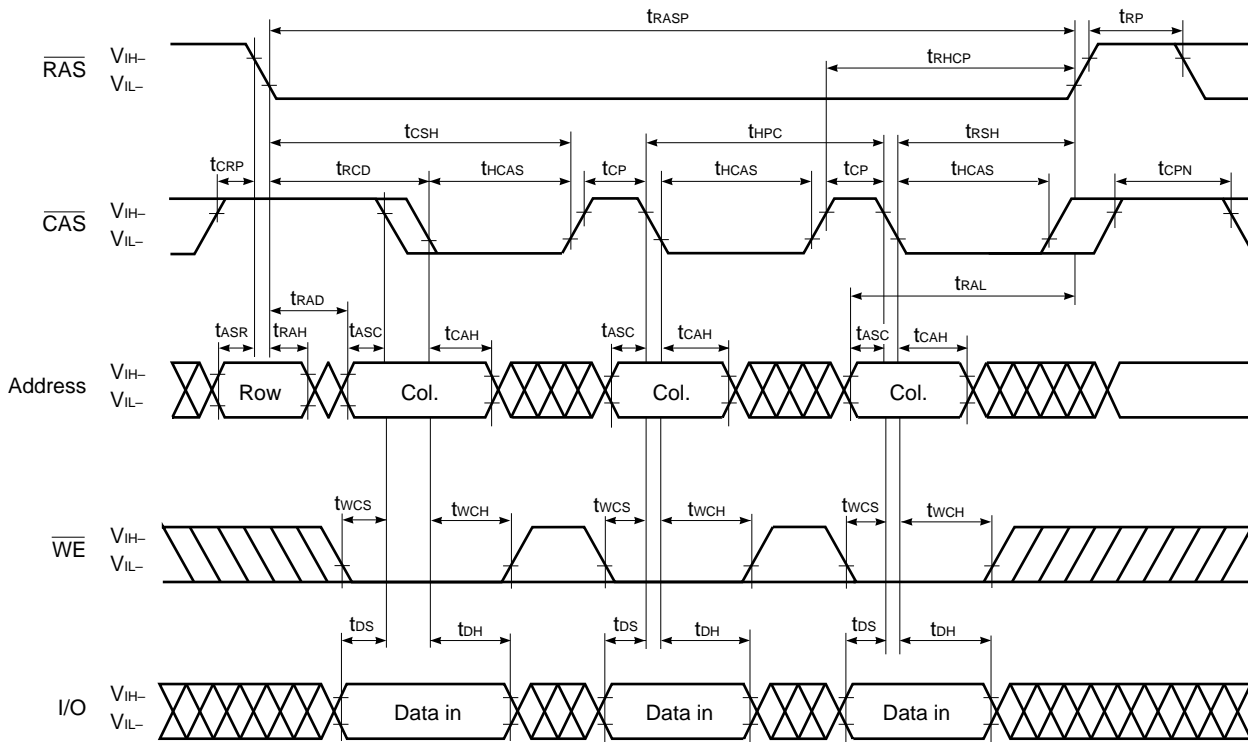 tRASP
tRP
RAS
VIH–
VIL–
tRHCP
tCSH
tHPC
tRSH
tCRP
tRCD
tHCAS
tCP
tHCAS
tCP
tHCAS
tCPN
CAS
VIH–
VIL–
tRAD
tRAL
tASR
tRAH
tASC
tCAH
tASC
tCAH
tASC
tCAH
Address
VIH–
VIL–
Row
Col.
Col.
Col.
tWCS
tWCH
tWCS
tWCH
tWCS
tWCH
WE
VIH–
VIL–
tDS
tDH
tDS
tDH
tDS
tDH
I/O
VIH–
VIL–
Data in
Data in
Data in